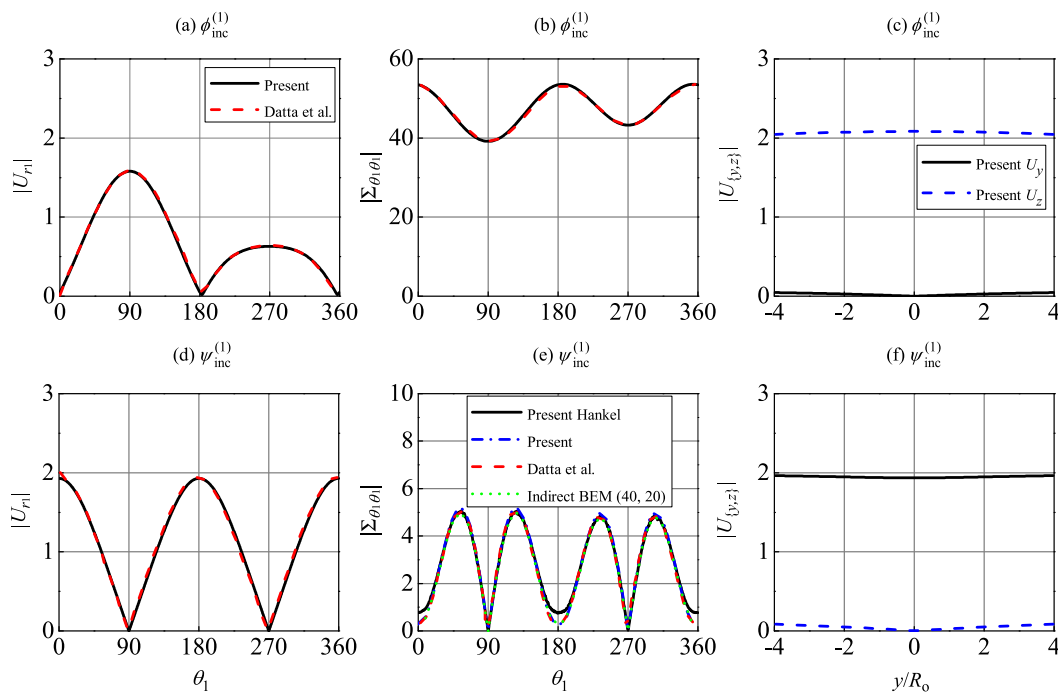 (a) ϕ_inc^(1)
|U_r1|
3
2
1
0
Present
Datta et al.
0 90 180 270 360
(b) ϕ_inc^(1)
|Σ_θ1θ1|
60
40
20
0
0 90 180 270 360
(c) ϕ_inc^(1)
|U_{y,z}|
3
2
1
0
Present U_y
Present U_z
-4 -2 0 2 4
(d) ψ_inc^(1)
|U_r1|
3
2
1
0
0 90 180 270 360
θ_1
(e) ψ_inc^(1)
|Σ_θ1θ1|
10
8
6
4
2
0
Present Hankel
Present
Datta et al.
Indirect BEM (40, 20)
0 90 180 270 360
θ_1
(f) ψ_inc^(1)
|U_{y,z}|
3
2
1
0
-4 -2 0 2 4
y/R_o